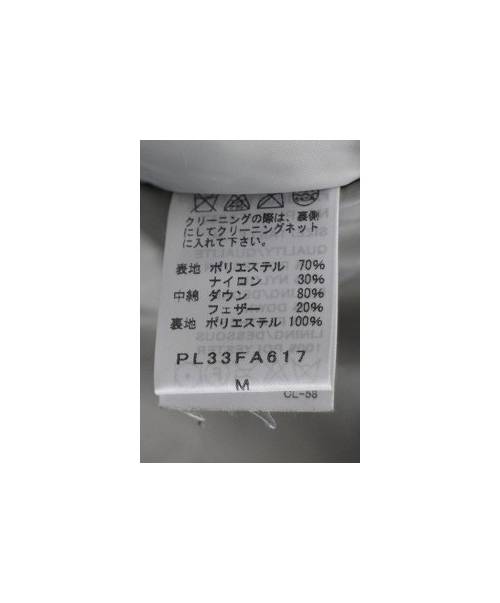 クリーニングの際は、裏側
にしてクリーニングネット
に入れて下さい。
表地 ポリエステル 70%
ナイロン 30%
中綿 ダウン 80%
フェザー 20%
裏地 ポリエステル 100%
PL33FA617
M
CL-58